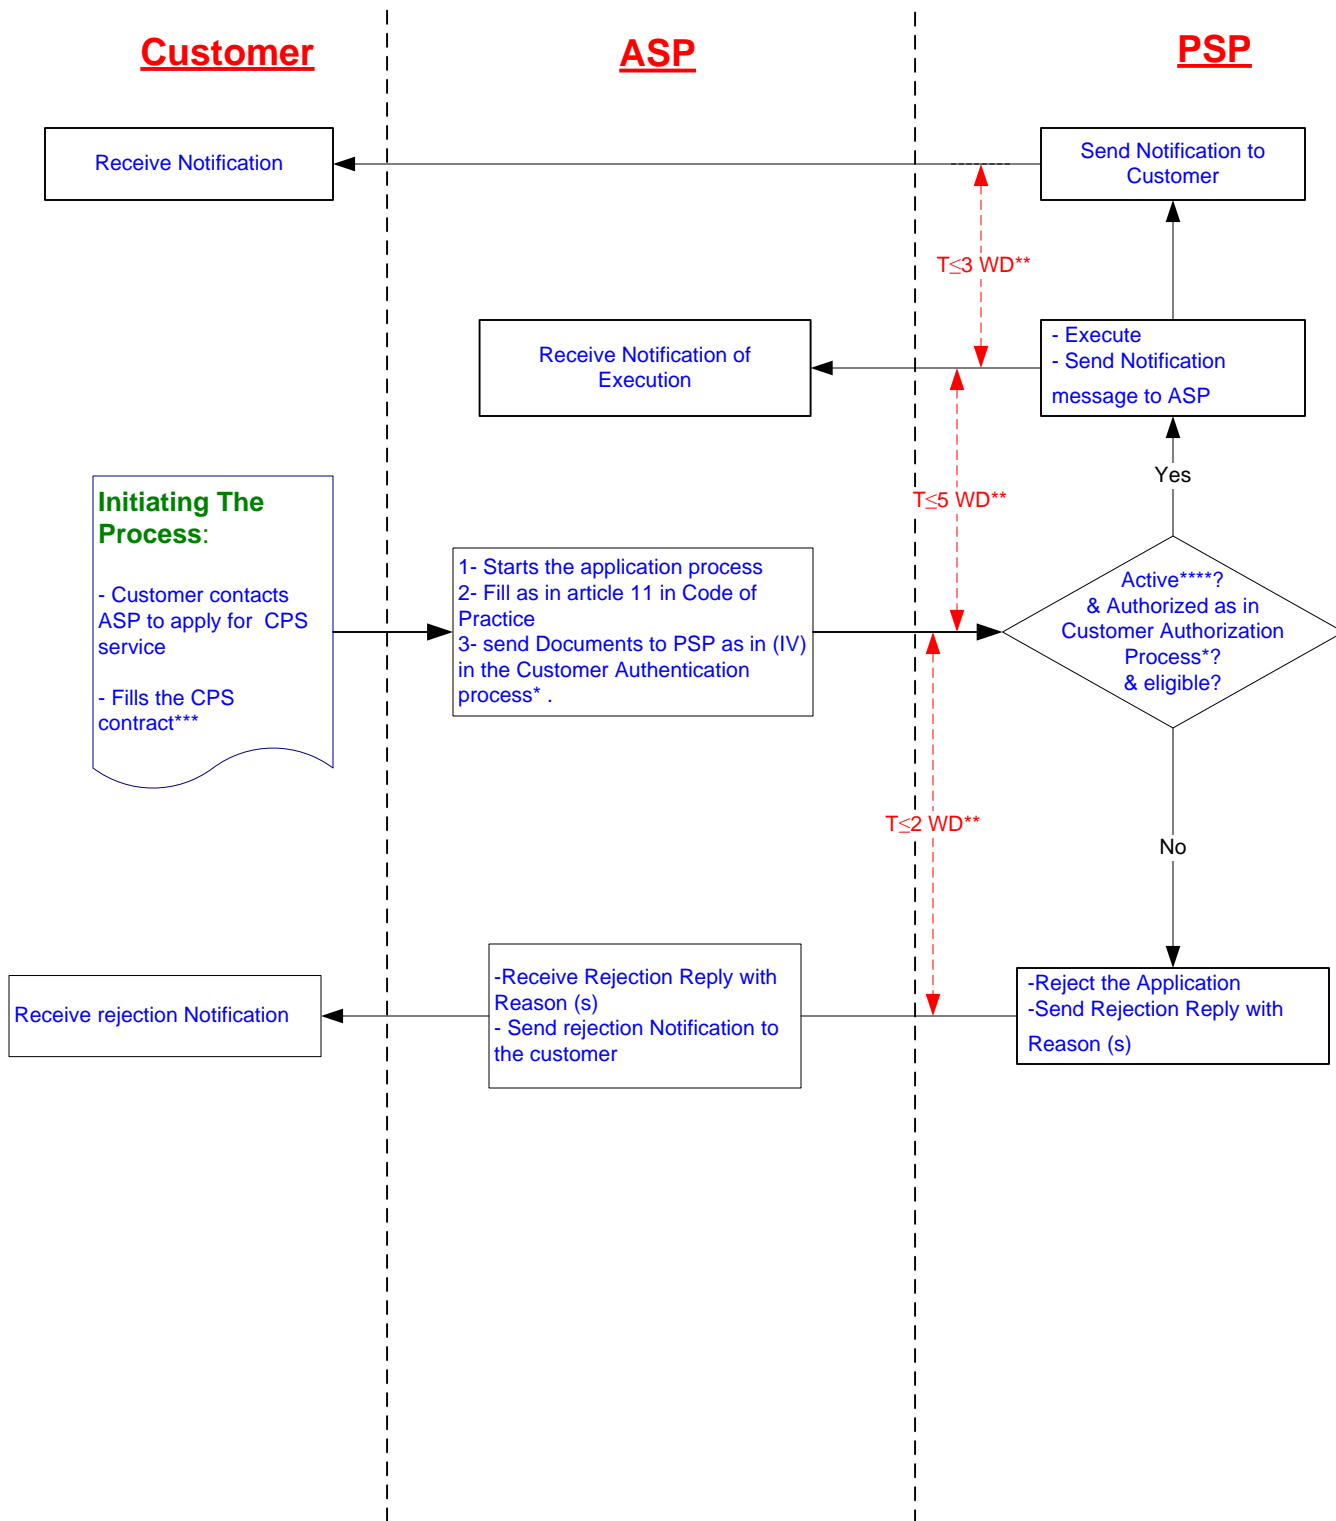 Customer
ASP
PSP
Receive Notification
Send Notification to
Customer
T≤3 WD**
Receive Notification of
Execution
- Execute
- Send Notification
message to ASP
Yes
T≤5 WD**
Initiating The
Process:
- Customer contacts
ASP to apply for CPS
service
- Fills the CPS
contract***
1- Starts the application process
2- Fill as in article 11 in Code of
Practice
3- send Documents to PSP as in (IV)
in the Customer Authentication
process* .
Active****?
& Authorized as in
Customer Authorization
Process*?
& eligible?
T≤2 WD**
No
Receive rejection Notification
-Receive Rejection Reply with
Reason (s)
- Send rejection Notification to
the customer
-Reject the Application
-Send Rejection Reply with
Reason (s)